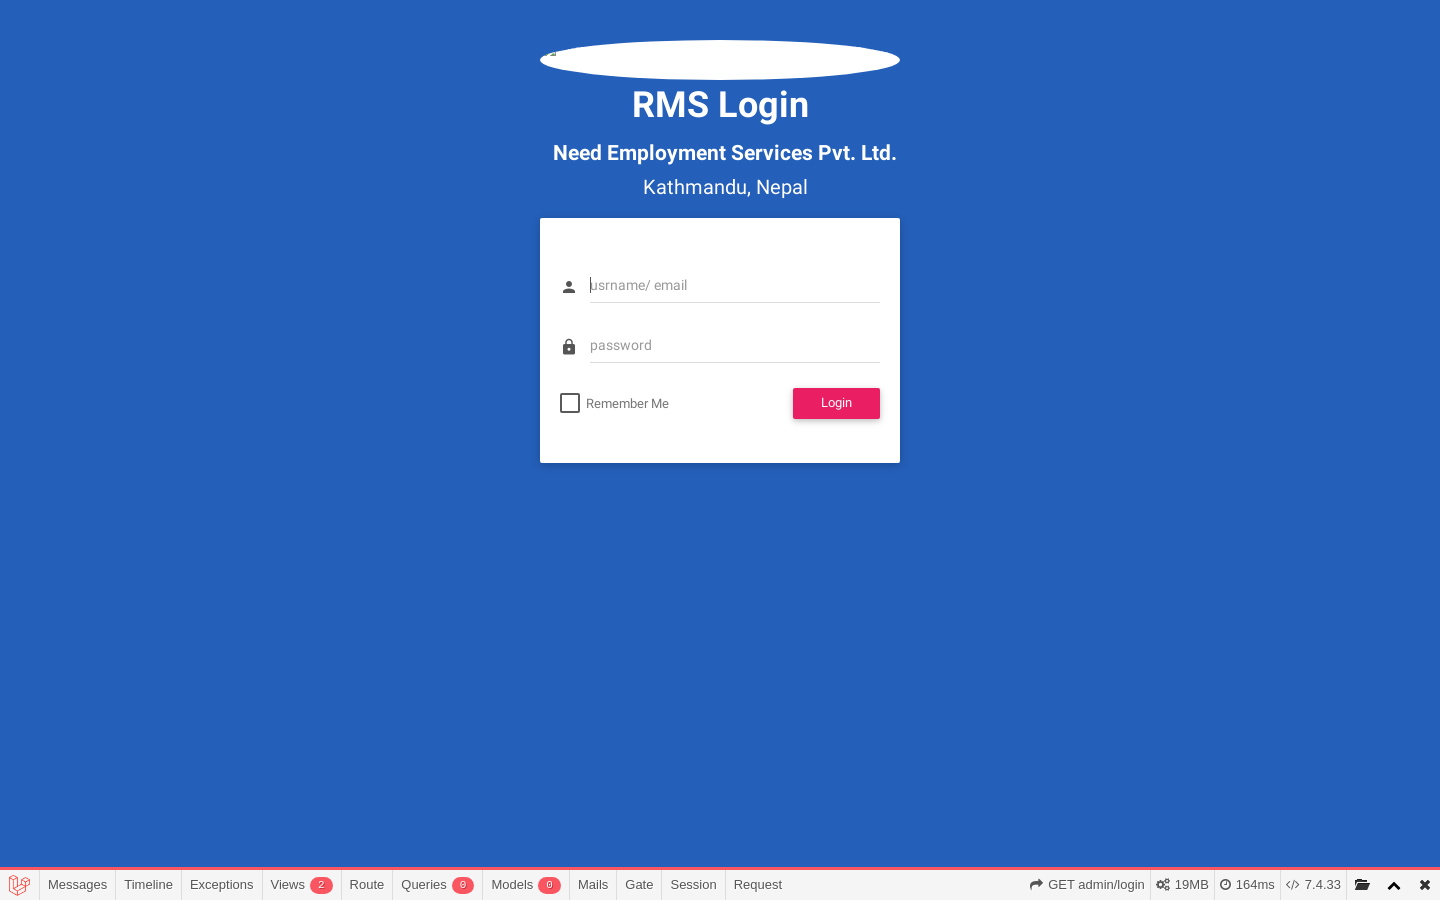 RMS Login
Need Employment Services Pvt. Ltd.
Kathmandu, Nepal
usrname/ email
password
Remember Me Login
Messages Timeline Exceptions Views 2 Route Queries 0 Models 0 Mails Gate Session Request GET admin/login 19MB 164ms 7.4.33